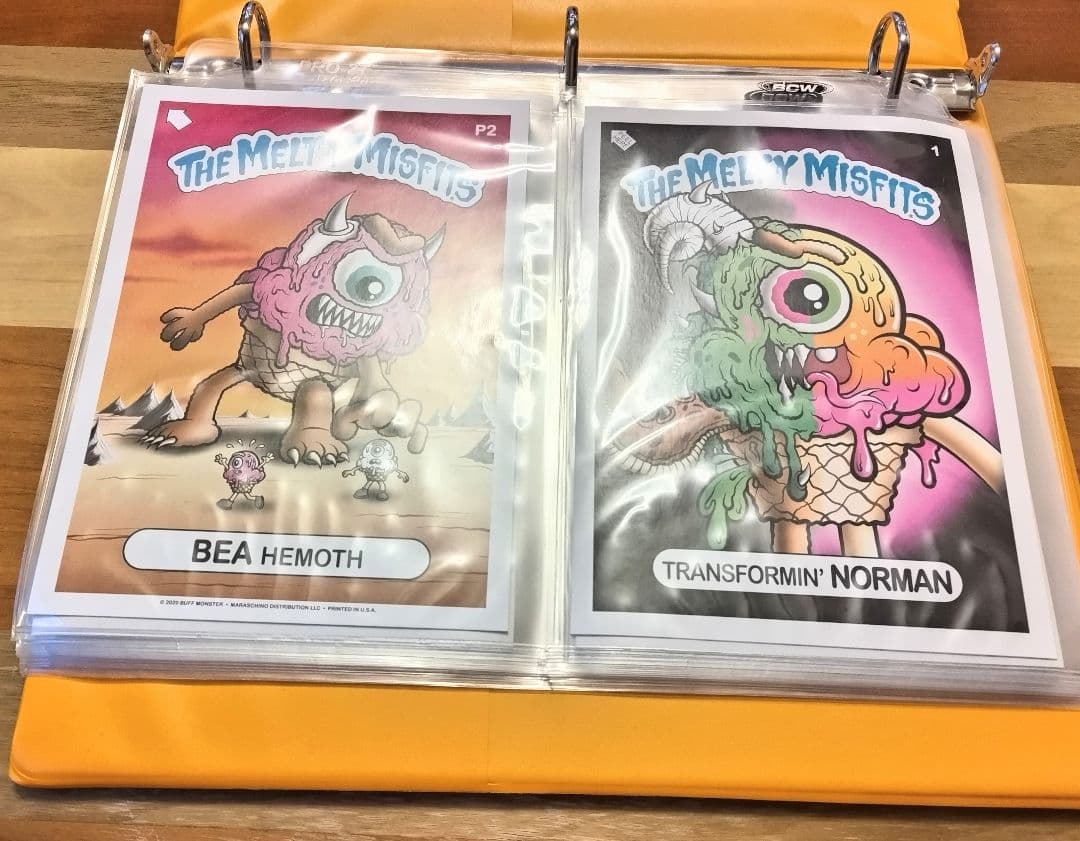 P2
THE MELTY MISFITS
BEA HEMOTH
© 2020 BUFF MONSTER • MARASCHINO DISTRIBUTION LLC • PRINTED IN U.S.A.
BCW
1
THE MELTY MISFITS
TRANSFORMIN' NORMAN